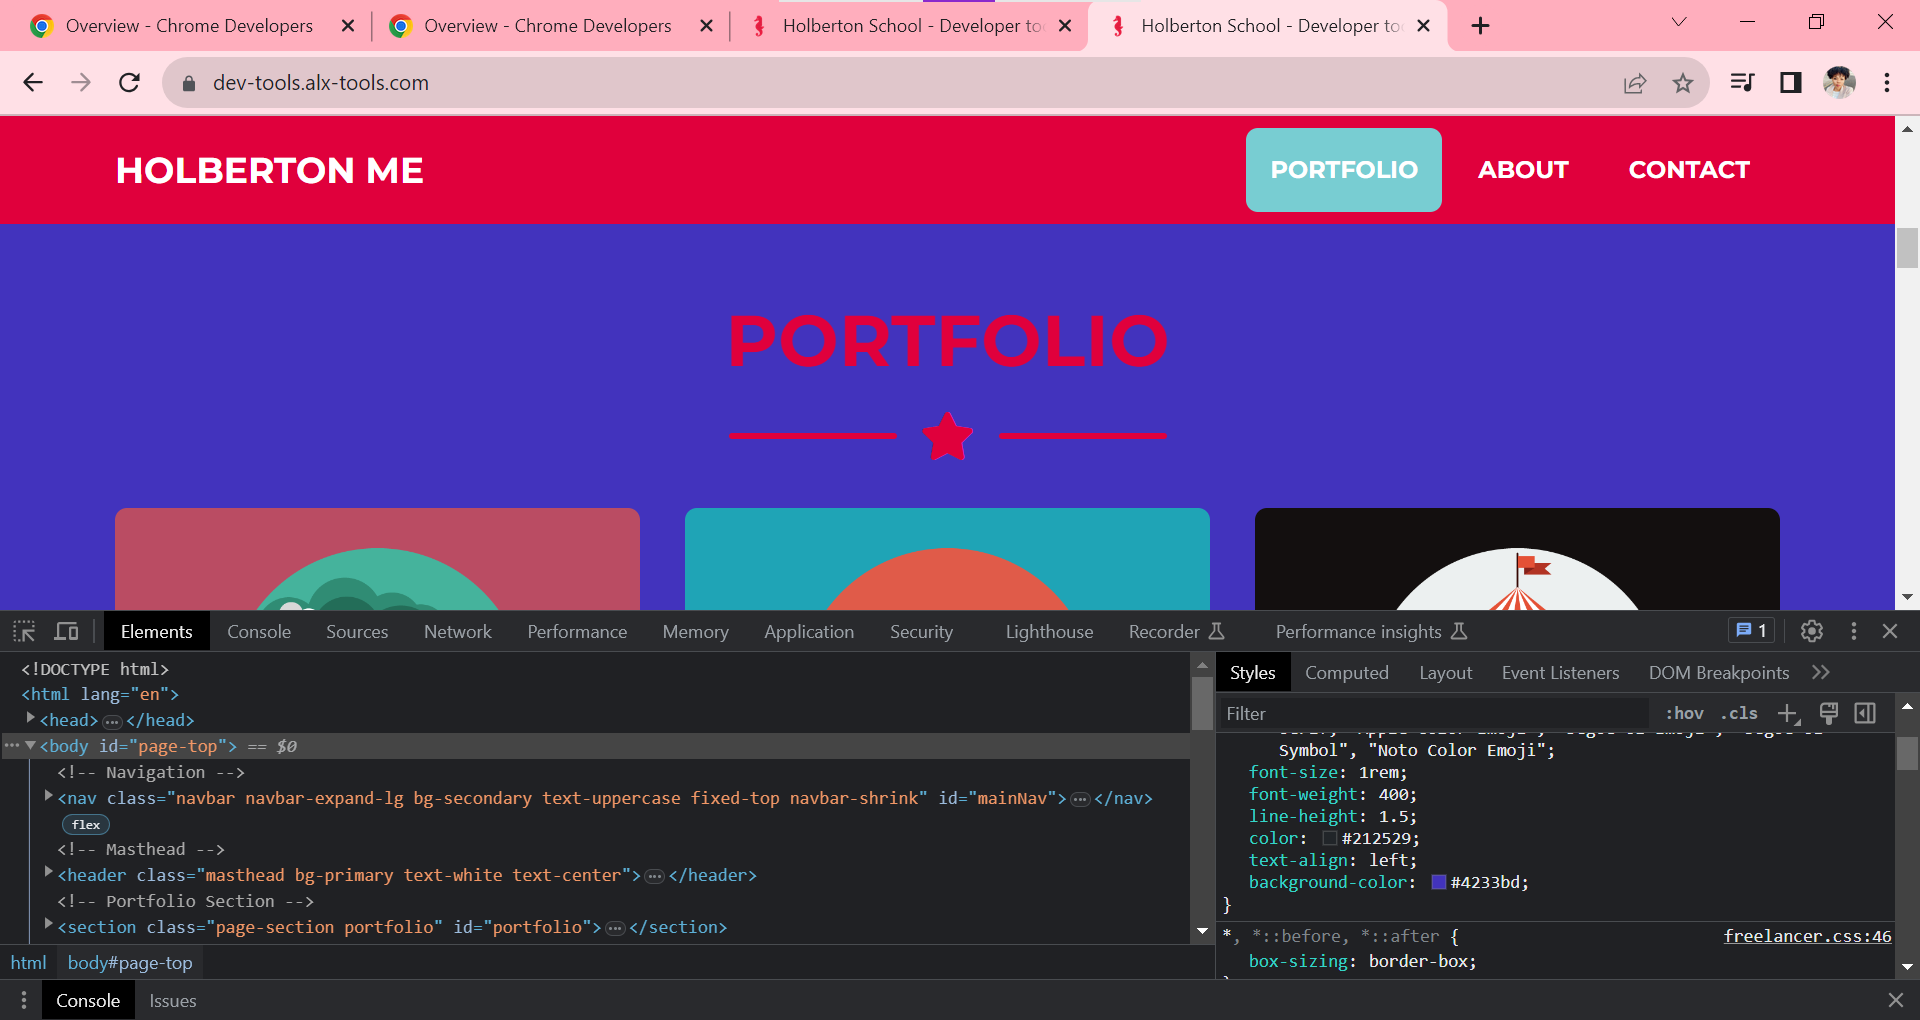 Overview - Chrome Developers
Overview - Chrome Developers
Holberton School - Developer to
Holberton School - Developer to
dev-tools.alx-tools.com
HOLBERTON ME
PORTFOLIO
ABOUT
CONTACT
PORTFOLIO
Elements
Console
Sources
Network
Performance
Memory
Application
Security
Lighthouse
Recorder
Performance insights
1
<!DOCTYPE html>
<html lang="en">
<head>…</head>
<body id="page-top"> == $0
<!-- Navigation -->
<nav class="navbar navbar-expand-lg bg-secondary text-uppercase fixed-top navbar-shrink" id="mainNav">…</nav>
flex
<!-- Masthead -->
<header class="masthead bg-primary text-white text-center">…</header>
<!-- Portfolio Section -->
<section class="page-section portfolio" id="portfolio">…</section>
html
body#page-top
Styles
Computed
Layout
Event Listeners
DOM Breakpoints
Filter
:hov
.cls
Symbol", "Noto Color Emoji";
font-size: 1rem;
font-weight: 400;
line-height: 1.5;
color: #212529;
text-align: left;
background-color: #4233bd;
}
*, *::before, *::after {
freelancer.css:46
box-sizing: border-box;
Console
Issues